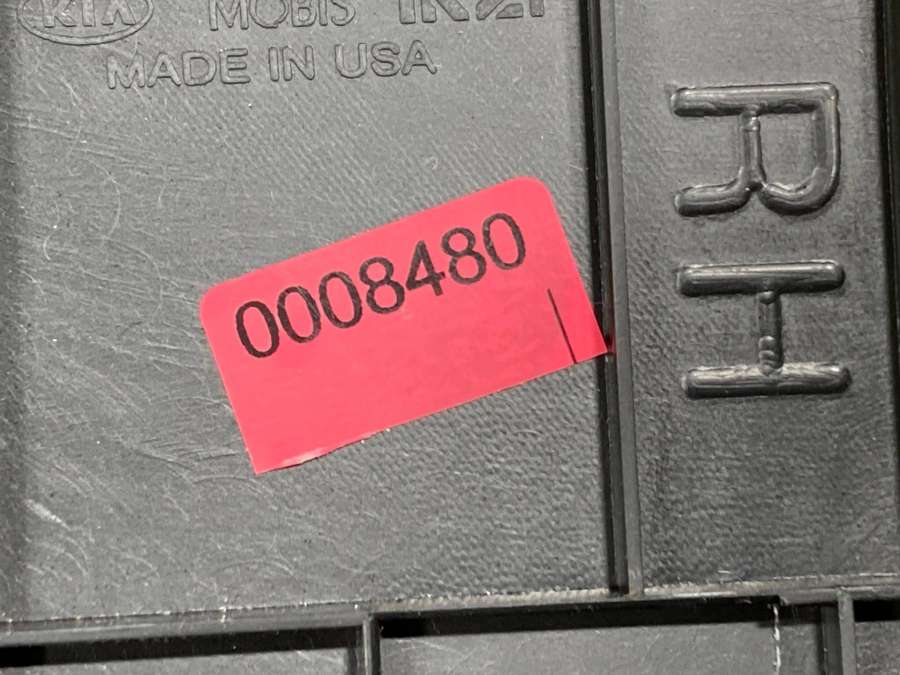 KIA MOBIS
MADE IN USA
0008480
RH